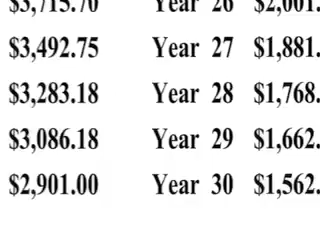 $3,715.70 Year 26 $2,001.
$3,492.75 Year 27 $1,881.
$3,283.18 Year 28 $1,768.
$3,086.18 Year 29 $1,662.
$2,901.00 Year 30 $1,562.